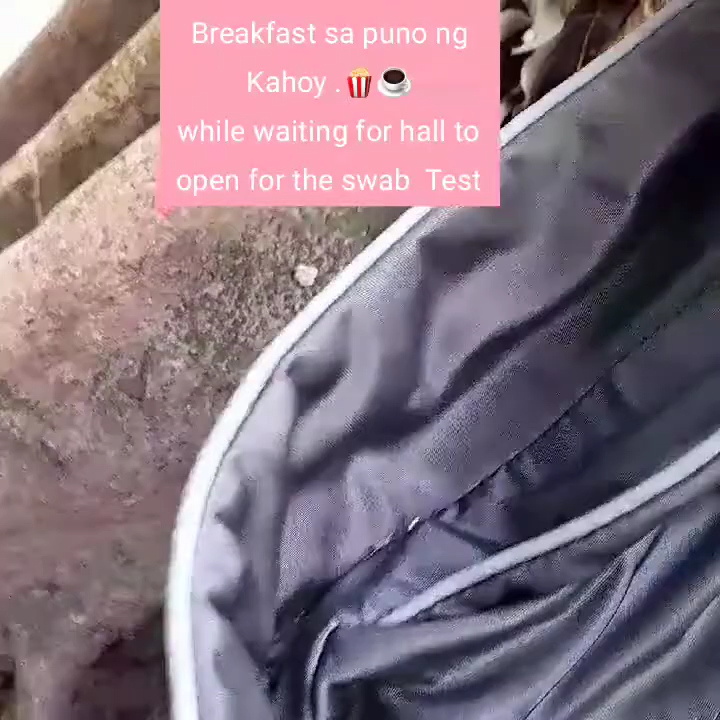 Breakfast sa puno ng
Kahoy .🍿☕
while waiting for hall to
open for the swab  Test